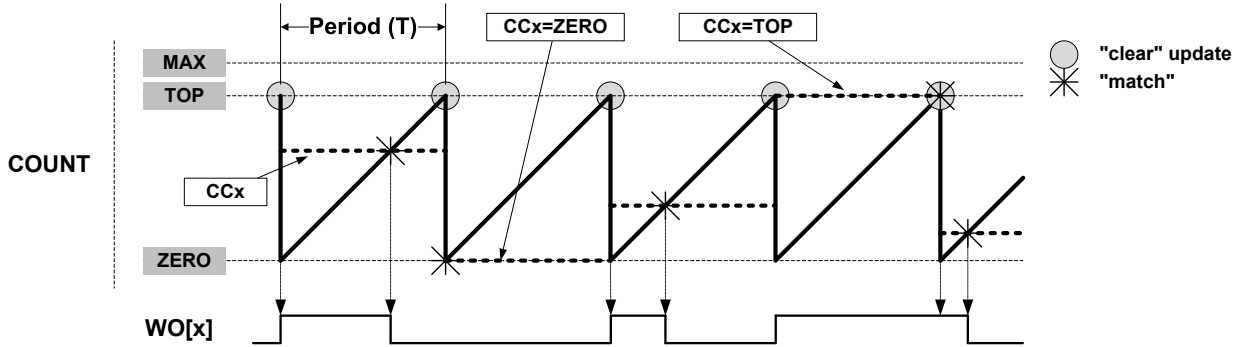 Period (T)
CCx=ZERO
CCx=TOP
"clear" update
"match"
MAX
TOP
COUNT
CCx
ZERO
WO[x]